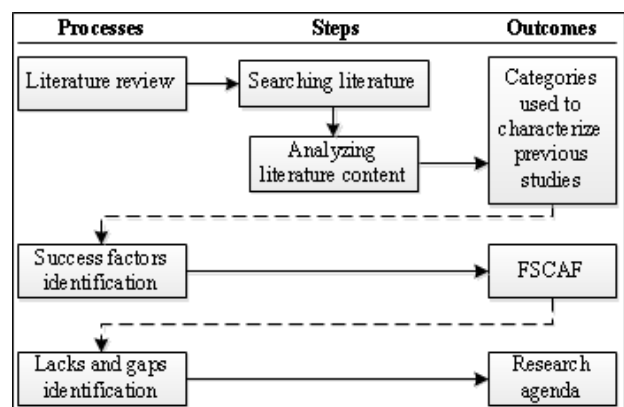 Processes Steps Outcomes
Literature review
Searching literature
Analyzing
literature content
Categories
used to
characterize
previous
studies
Success factors
identification
FSCAF
Lacks and gaps
identification
Research
agenda